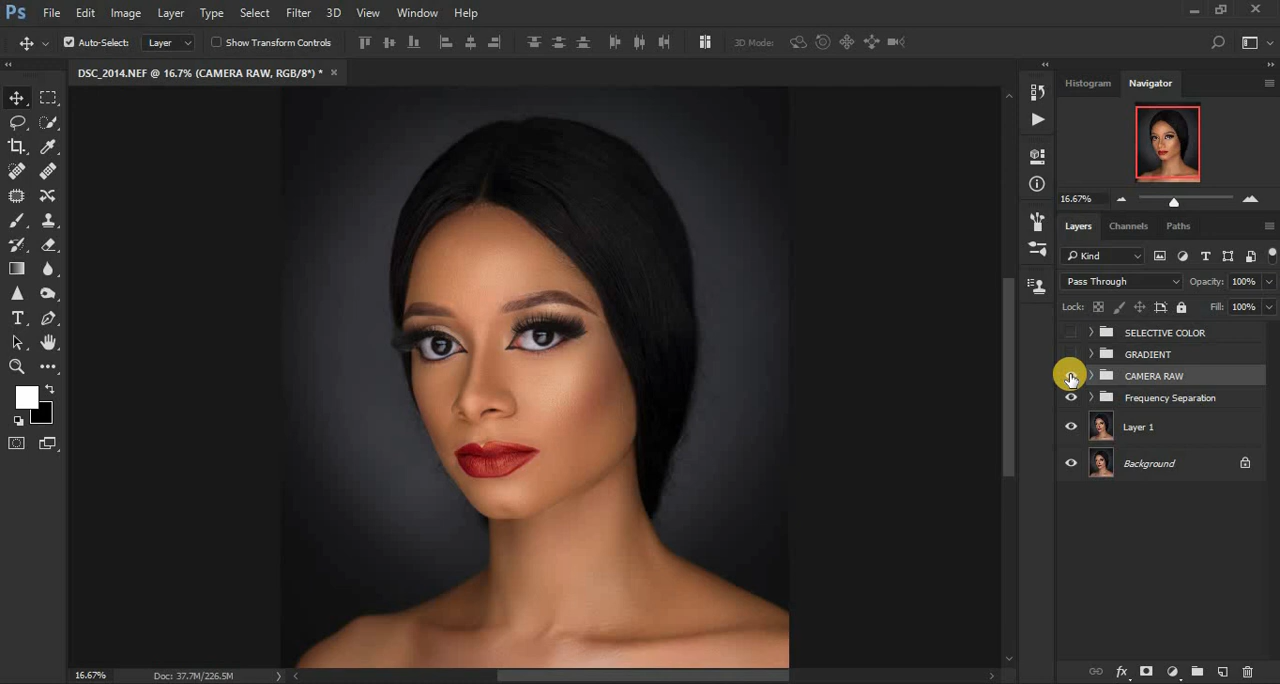 Ps File Edit Image Layer Type Select Filter 3D View Window Help
Auto-Select: Layer Show Transform Controls 3D Mode:
DSC_2014.NEF @ 16.7% (CAMERA RAW, RGB/8*) *
Histogram Navigator
16.67%
Layers Channels Paths
Kind
Pass Through Opacity: 100%
Lock: Fill: 100%
SELECTIVE COLOR
GRADIENT
CAMERA RAW
Frequency Separation
Layer 1
Background
16.67% Doc: 37.7M/226.5M